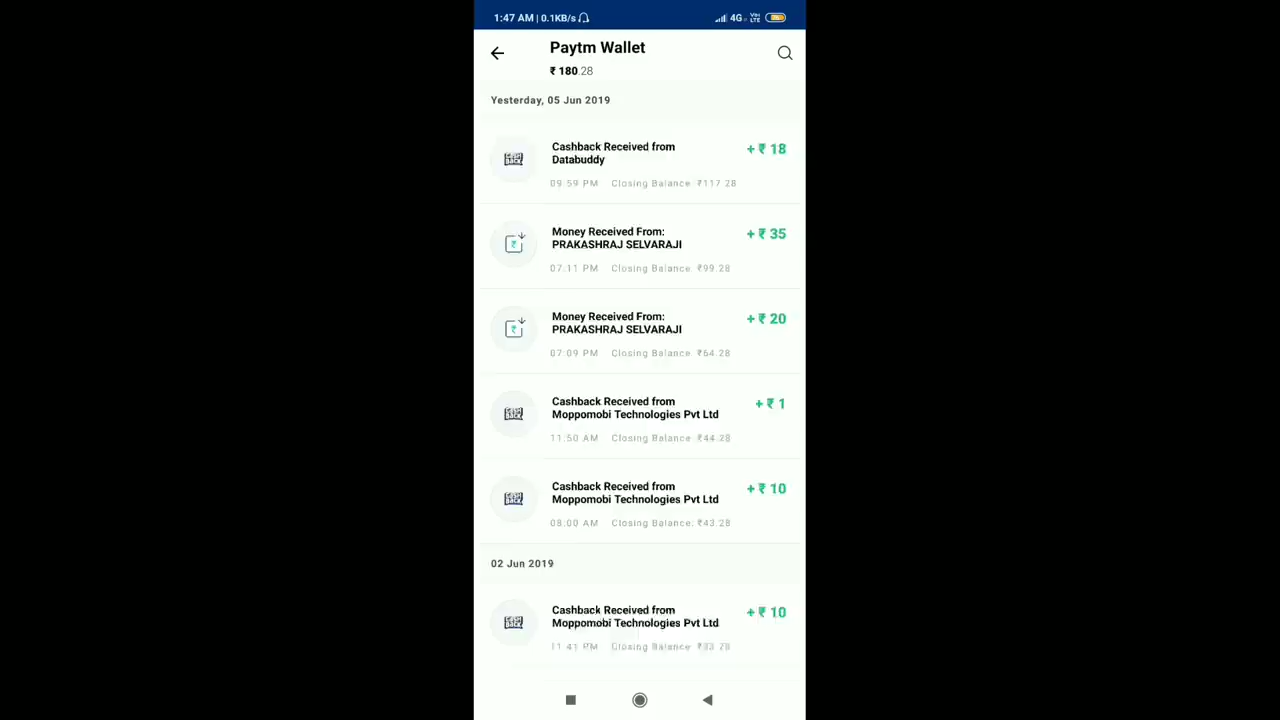 1:47 AM | 0.1KB/s 4G Vo LTE
Paytm Wallet
₹ 180.28
Yesterday, 05 Jun 2019
Cashback Received from
Databuddy
+ ₹ 18
09:59 PM Closing Balance: ₹117.28
Money Received From:
PRAKASHRAJ SELVARAJI
+ ₹ 35
07:11 PM Closing Balance: ₹99.28
Money Received From:
PRAKASHRAJ SELVARAJI
+ ₹ 20
07:09 PM Closing Balance: ₹64.28
Cashback Received from
Moppomobi Technologies Pvt Ltd
+ ₹ 1
11:50 AM Closing Balance: ₹44.28
Cashback Received from
Moppomobi Technologies Pvt Ltd
+ ₹ 10
08:00 AM Closing Balance: ₹43.28
02 Jun 2019
Cashback Received from
Moppomobi Technologies Pvt Ltd
+ ₹ 10
11:41 PM Closing Balance: